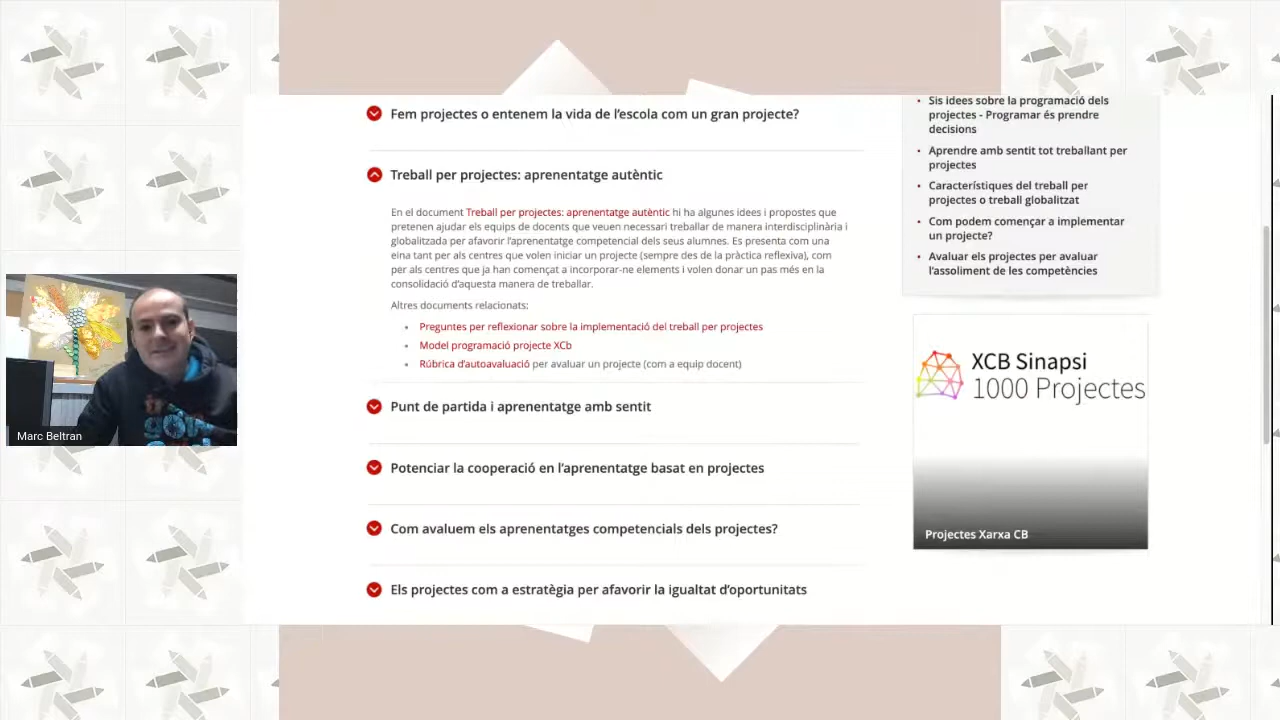 Fem projectes o entenem la vida de l'escola com un gran projecte?
Treball per projectes: aprenentatge autèntic
En el document Treball per projectes: aprenentatge autèntic hi ha algunes idees i propostes que
pretenen ajudar els equips de docents que veuen necessari treballar de manera interdisciplinària i
globalitzada per afavorir l'aprenentatge competencial dels seus alumnes. Es presenta com una
eina tant per als centres que volen iniciar un projecte (sempre des de la pràctica reflexiva), com
per als centres que ja han començat a incorporar-ne elements i volen donar un pas més en la
consolidació d'aquesta manera de treballar.
Altres documents relacionats:
Preguntes per reflexionar sobre la implementació del treball per projectes
Model programació projecte XCb
Rúbrica d'autoavaluació per avaluar un projecte (com a equip docent)
Punt de partida i aprenentatge amb sentit
Potenciar la cooperació en l'aprenentatge basat en projectes
Com avaluem els aprenentatges competencials dels projectes?
Els projectes com a estratègia per afavorir la igualtat d'oportunitats
Sis idees sobre la programació dels
projectes - Programar és prendre
decisions
Aprendre amb sentit tot treballant per
projectes
Característiques del treball per
projectes o treball globalitzat
Com podem començar a implementar
un projecte?
Avaluar els projectes per avaluar
l'assoliment de les competències
XCB Sinapsi
1000 Projectes
Projectes Xarxa CB
Marc Beltran